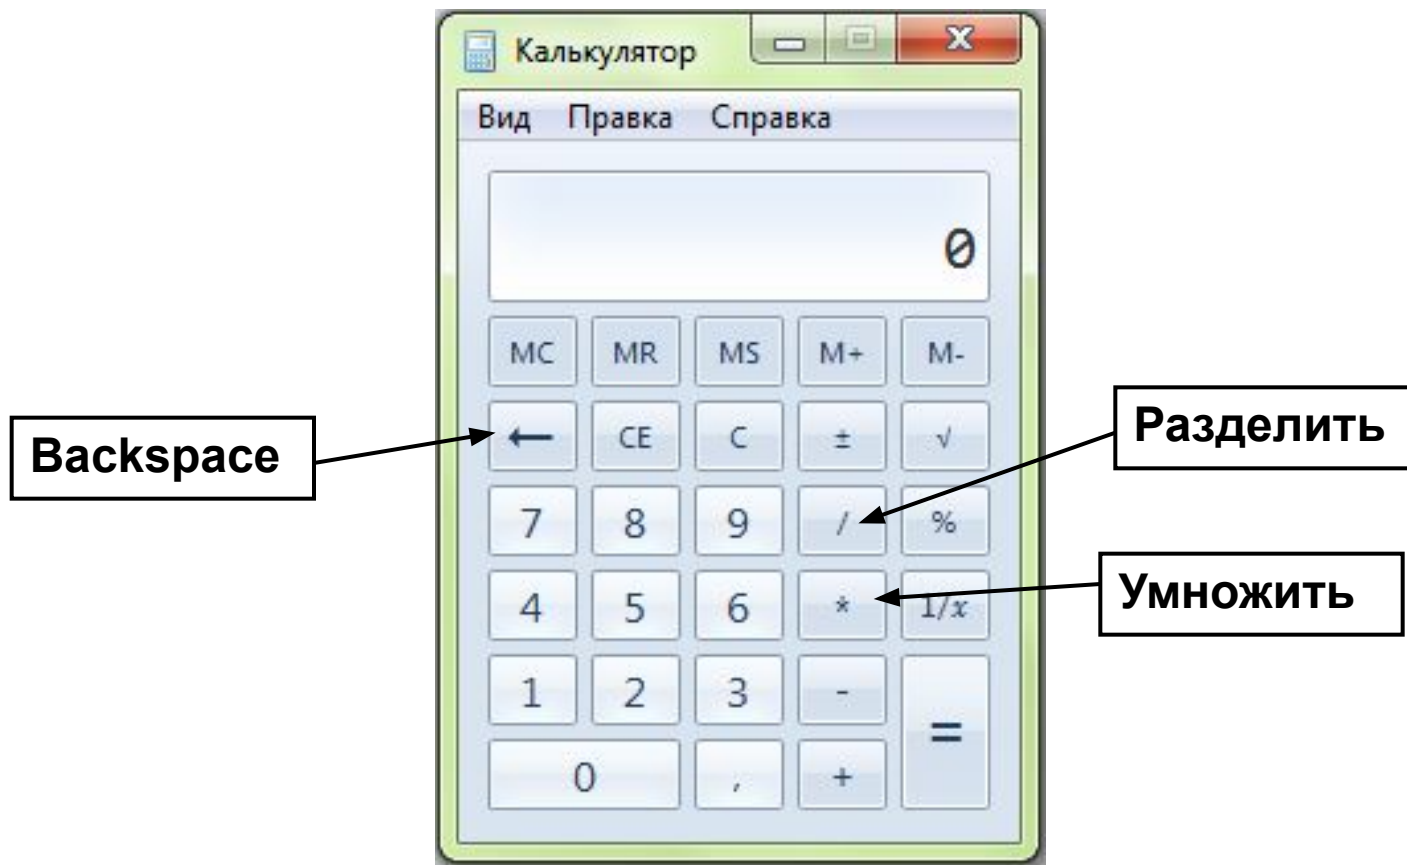 Калькулятор
Вид Правка Справка
0
MC MR MS M+ M-
← CE C ± √
7 8 9 / %
4 5 6 * 1/x
1 2 3 - =
0 , +
Backspace
Разделить
Умножить